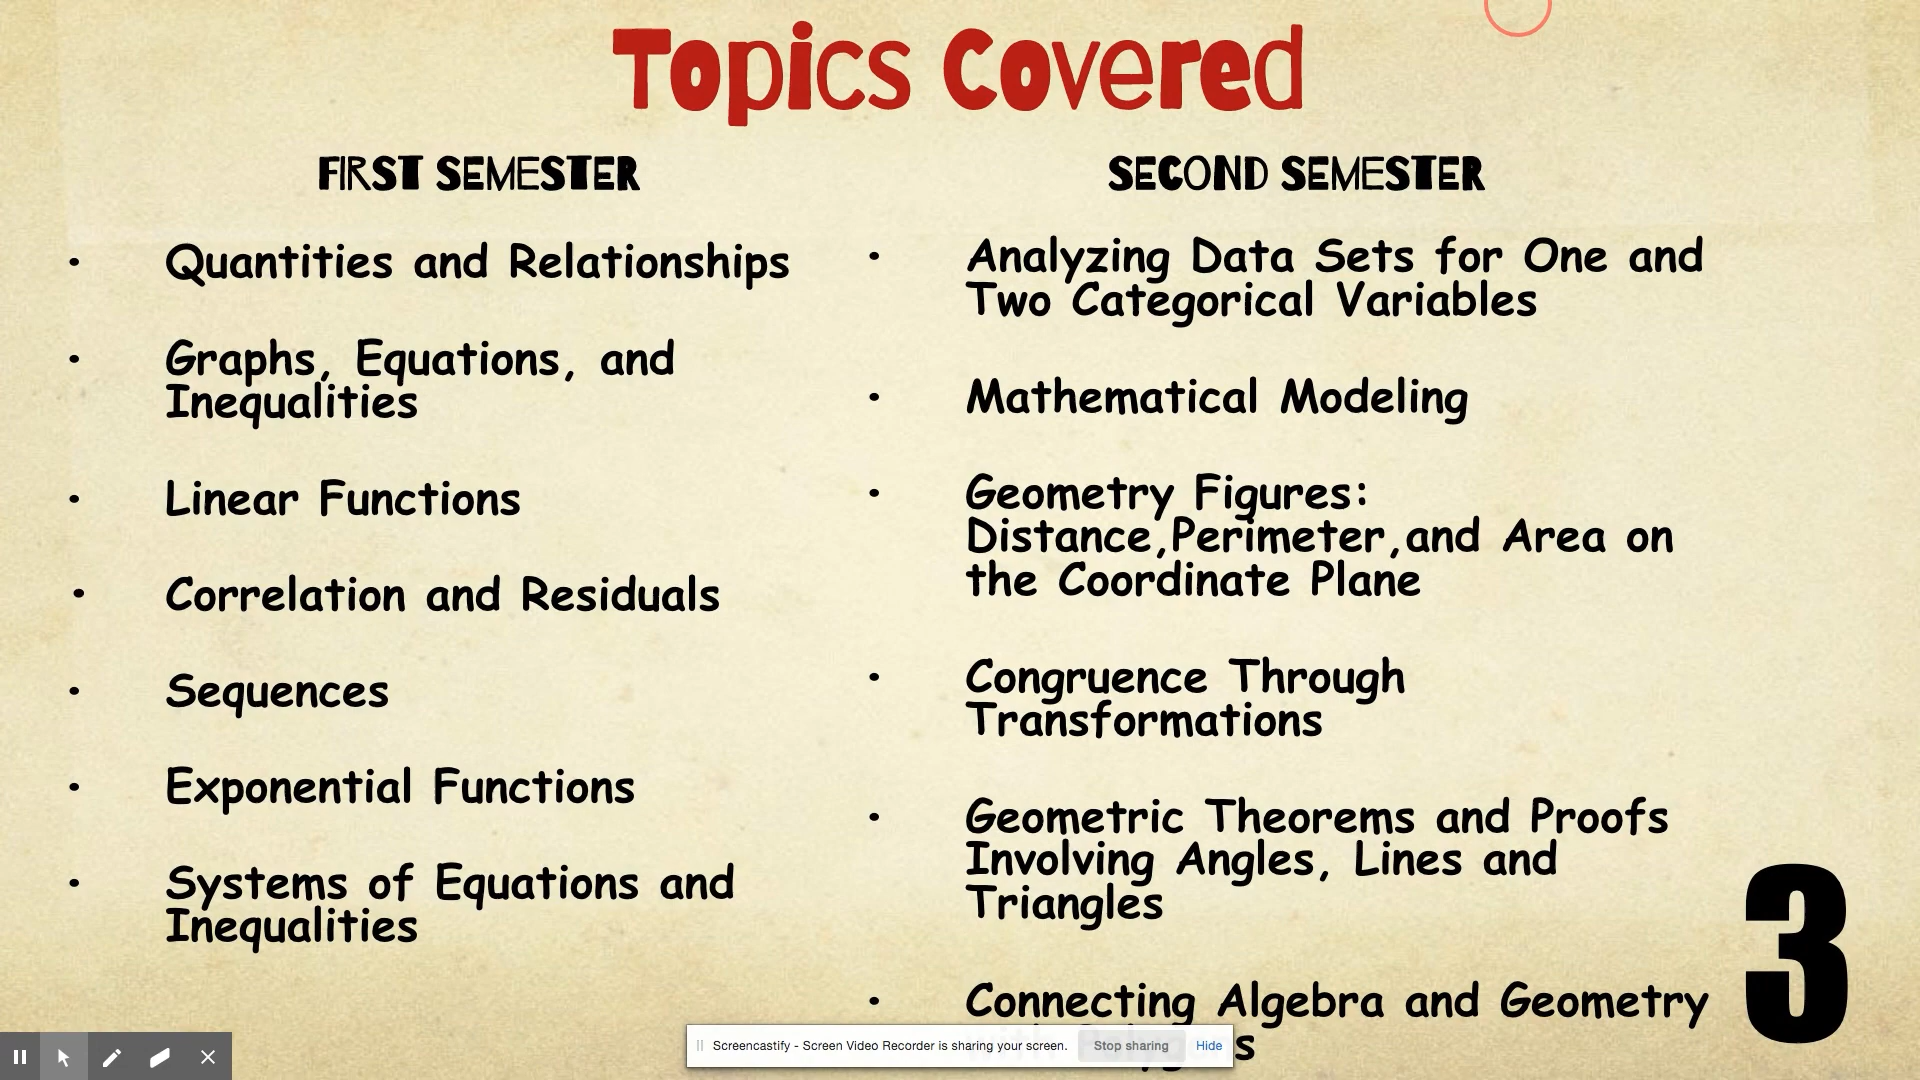 Topics Covered
FIRST SEMESTER
• Quantities and Relationships
• Graphs, Equations, and
Inequalities
• Linear Functions
• Correlation and Residuals
• Sequences
• Exponential Functions
• Systems of Equations and
Inequalities
SECOND SEMESTER
• Analyzing Data Sets for One and
Two Categorical Variables
• Mathematical Modeling
• Geometry Figures:
Distance,Perimeter,and Area on
the Coordinate Plane
• Congruence Through
Transformations
• Geometric Theorems and Proofs
Involving Angles, Lines and
Triangles
• Connecting Algebra and Geometry
3
Screencastify - Screen Video Recorder is sharing your screen. Stop sharing Hide